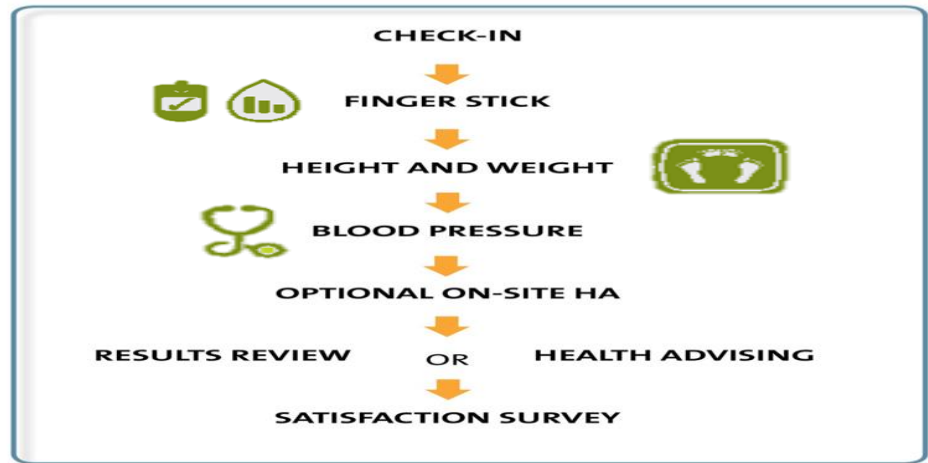 CHECK-IN
FINGER STICK
HEIGHT AND WEIGHT
BLOOD PRESSURE
OPTIONAL ON-SITE HA
RESULTS REVIEW OR HEALTH ADVISING
SATISFACTION SURVEY